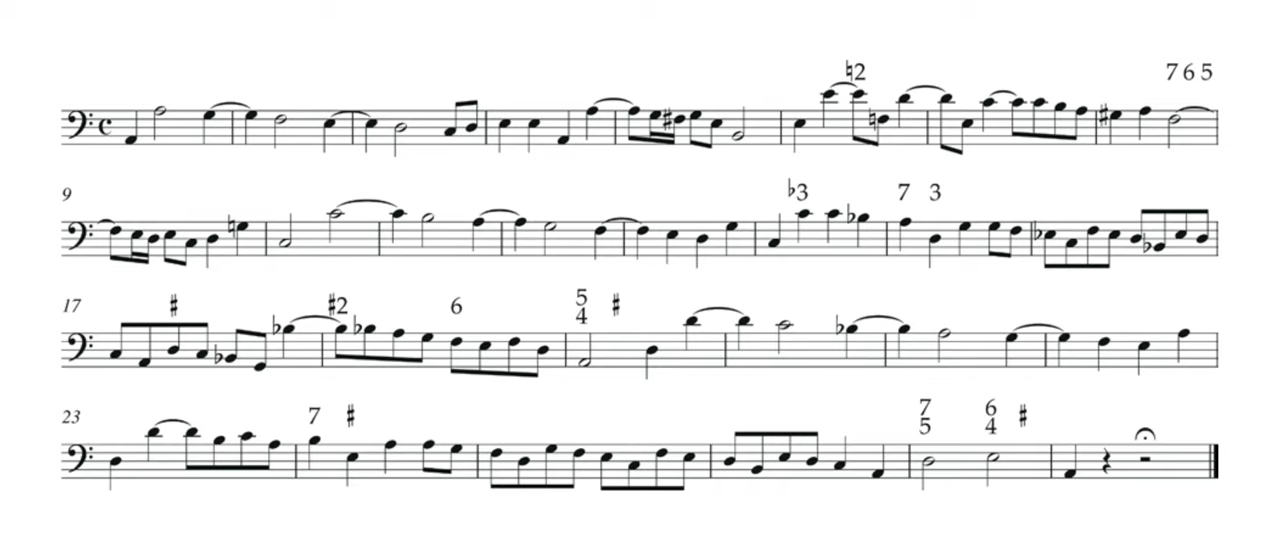 ♮2 7 6 5
9 ♭3 7 3
17 ♯ ♯2 6 5 ♯
4
23 7 ♯ 7 6 ♯
5 4